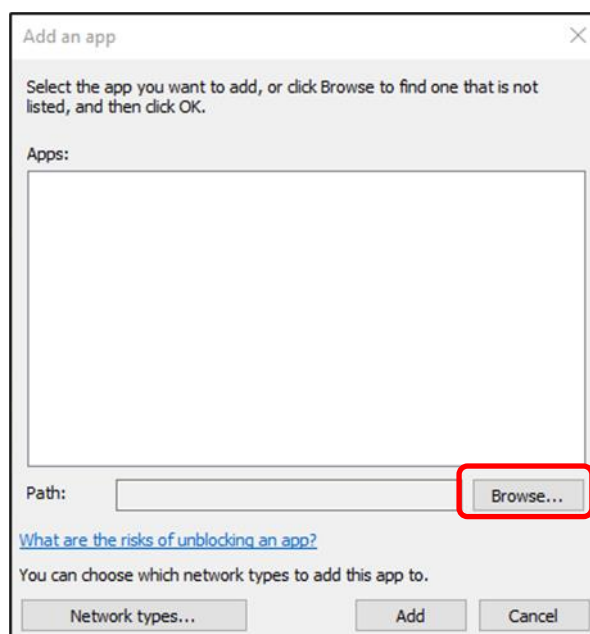 Add an app
Select the app you want to add, or click Browse to find one that is not
listed, and then click OK.
Apps:
Path:
Browse...
What are the risks of unblocking an app?
You can choose which network types to add this app to.
Network types...
Add
Cancel